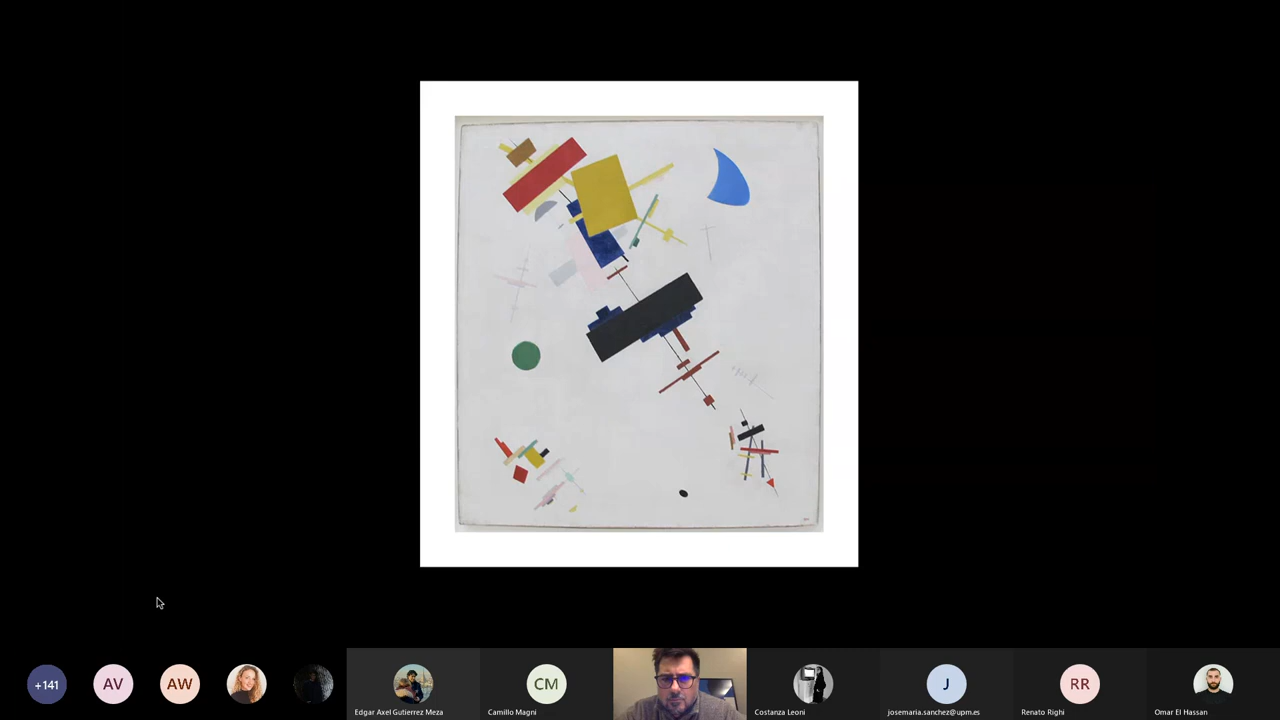 +141
AV
AW
Edgar Axel Gutierrez Meza
CM
Camillo Magni
Costanza Leoni
J
josemaria.sanchez@upm.es
RR
Renato Righi
Omar El Hassan